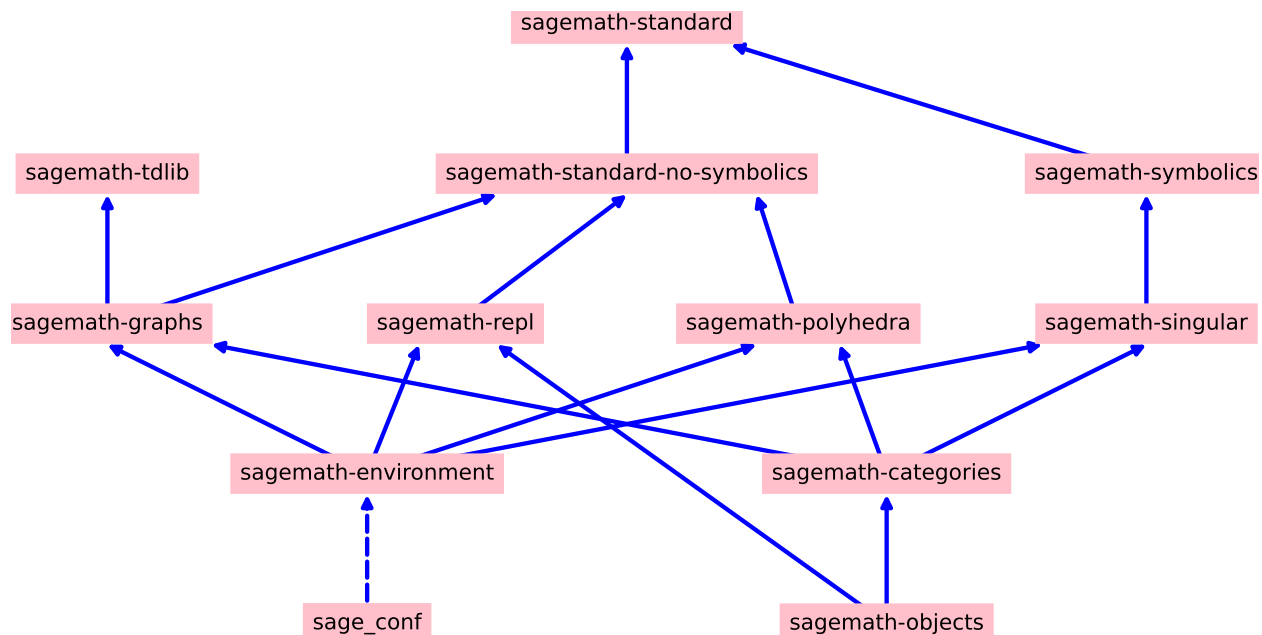 sagemath-standard
sagemath-tdlib
sagemath-standard-no-symbolics
sagemath-symbolics
sagemath-graphs
sagemath-repl
sagemath-polyhedra
sagemath-singular
sagemath-environment
sagemath-categories
sage_conf
sagemath-objects